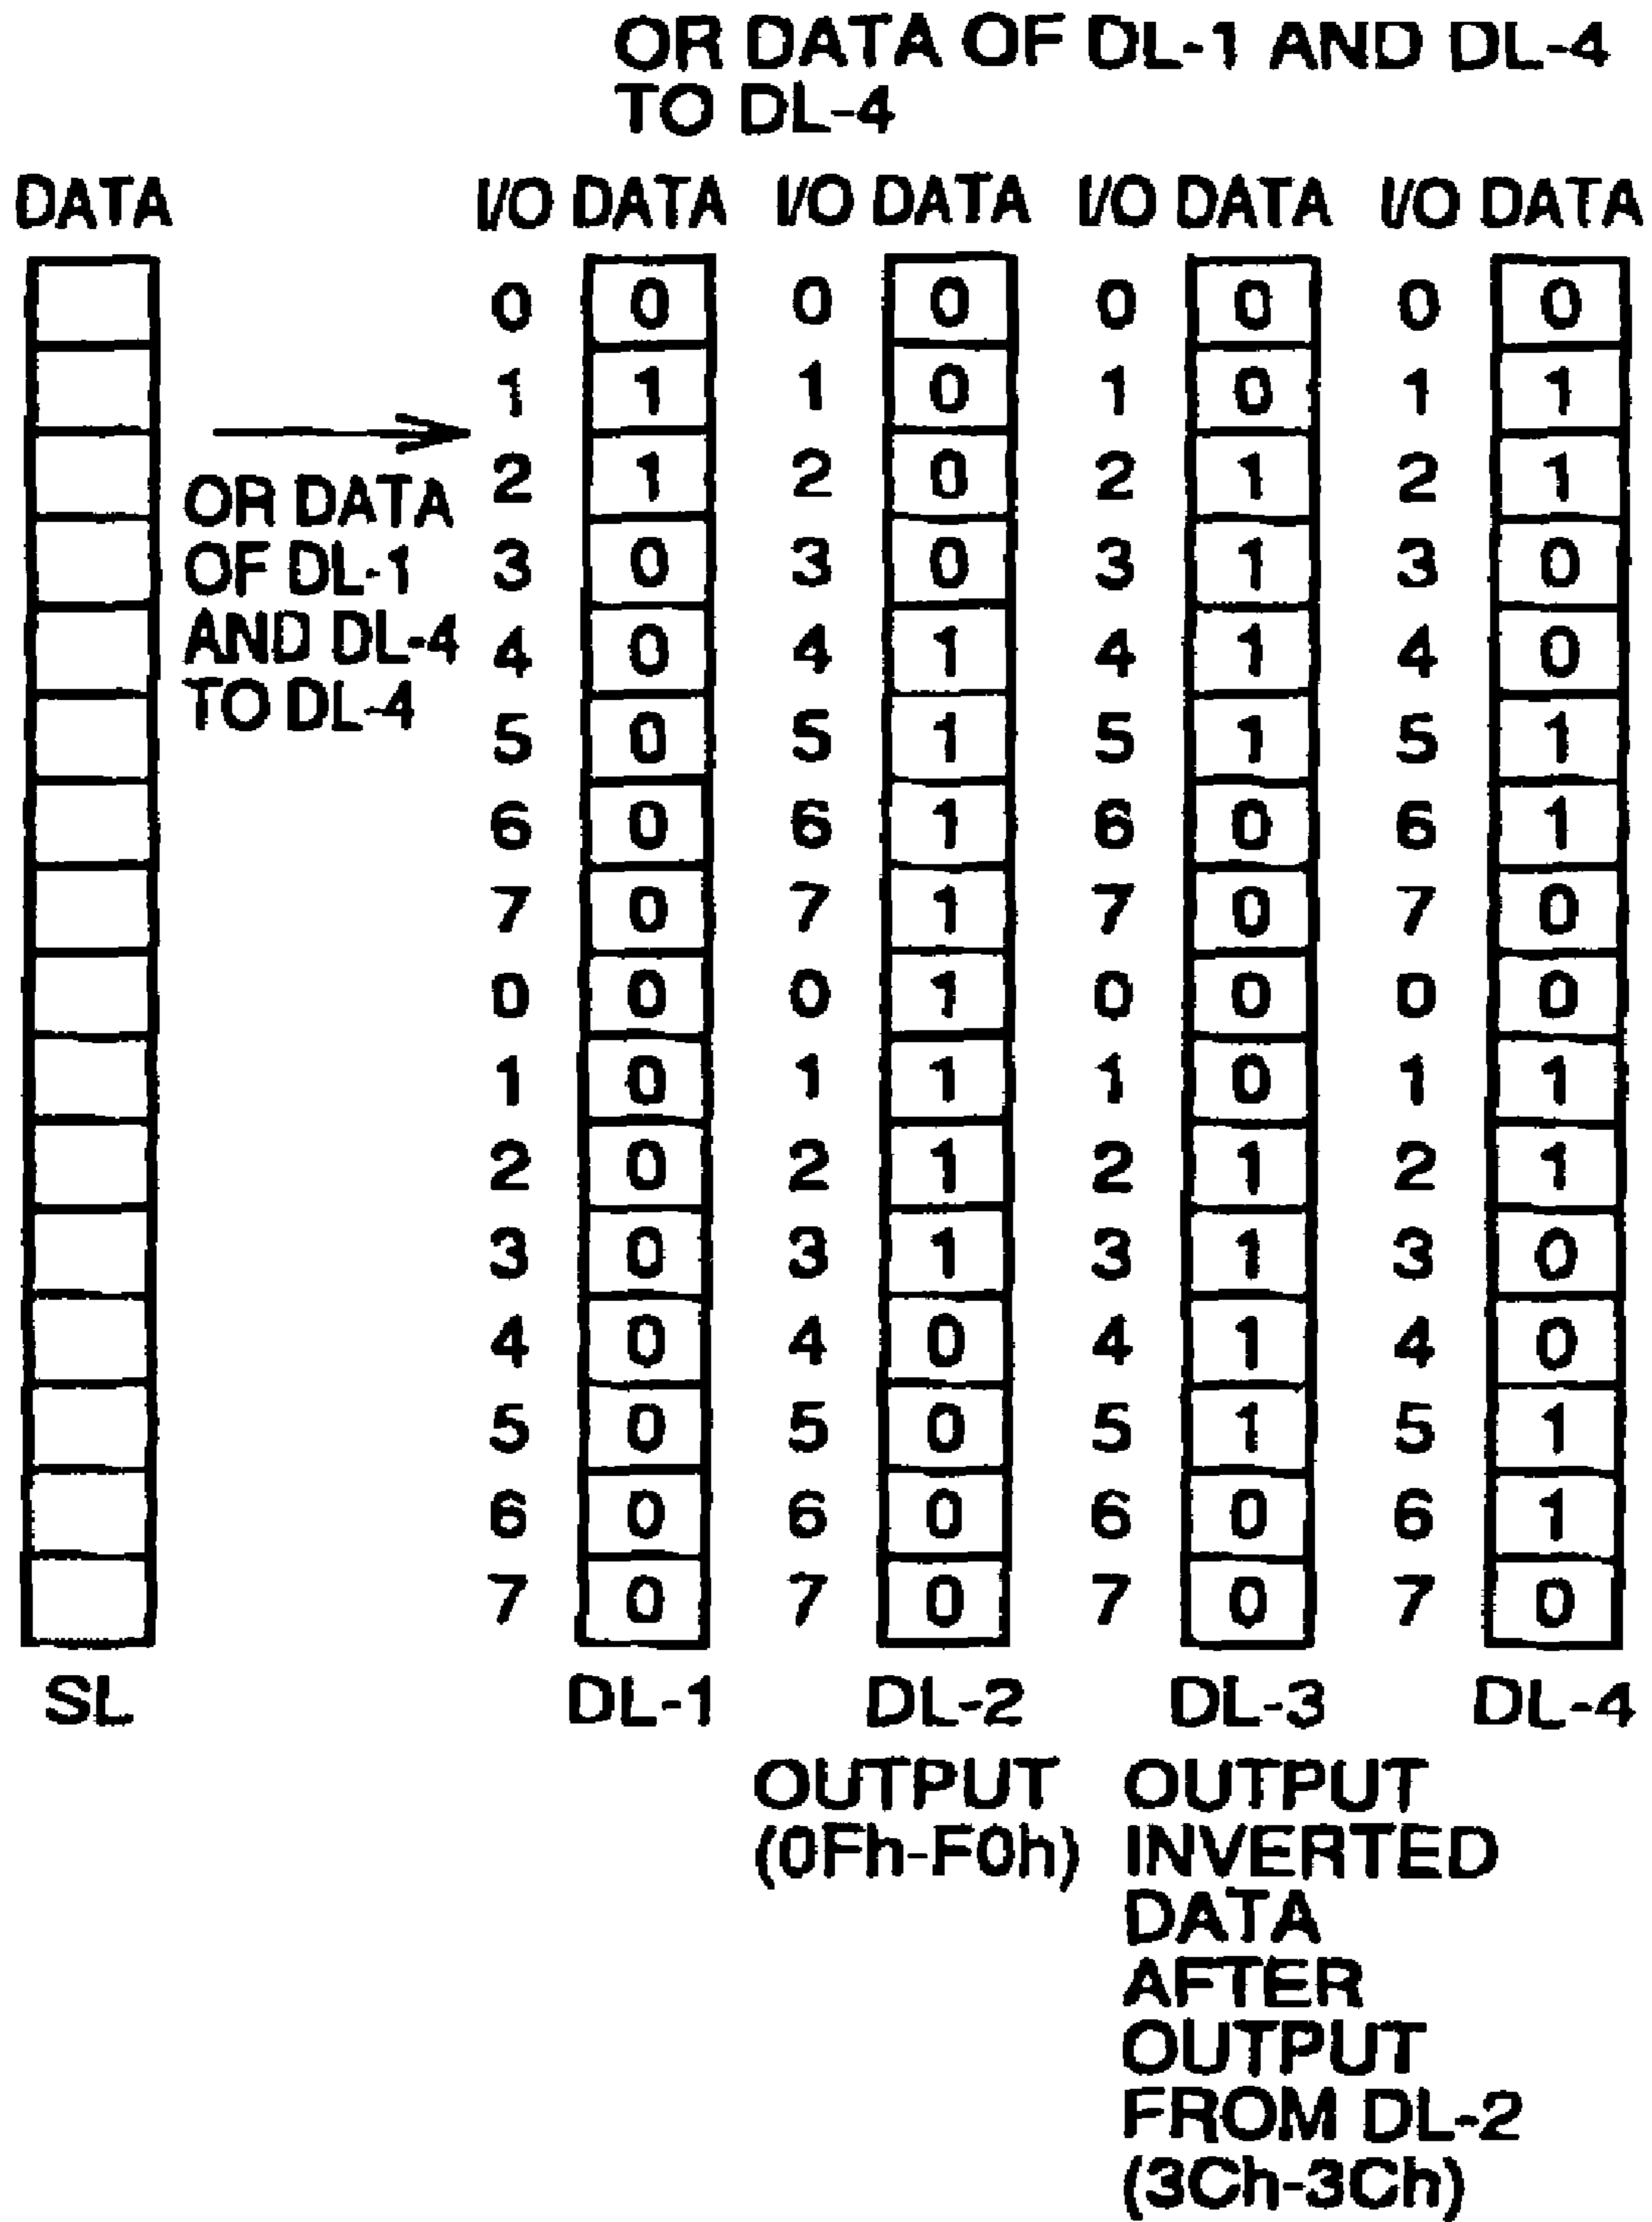 OR DATA OF DL-1 AND DL-4
TO DL-4
DATA I/O DATA I/O DATA I/O DATA I/O DATA
0 0 0 0 0 0 0 0
1 1 1 0 1 0 1 1
2 1 2 0 2 1 2 1
3 0 3 0 3 1 3 0
4 0 4 1 4 1 4 0
5 0 5 1 5 1 5 1
6 0 6 1 6 0 6 1
7 0 7 1 7 0 7 0
0 0 0 1 0 0 0 0
1 0 1 1 1 0 1 1
2 0 2 1 2 1 2 1
3 0 3 1 3 1 3 0
4 0 4 0 4 1 4 0
5 0 5 0 5 1 5 1
6 0 6 0 6 0 6 1
7 0 7 0 7 0 7 0
OR DATA
OF DL-1
AND DL-4
TO DL-4
SL DL-1 DL-2 DL-3 DL-4
OUTPUT
(0Fh-F0h)
OUTPUT
INVERTED
DATA
AFTER
OUTPUT
FROM DL-2
(3Ch-3Ch)